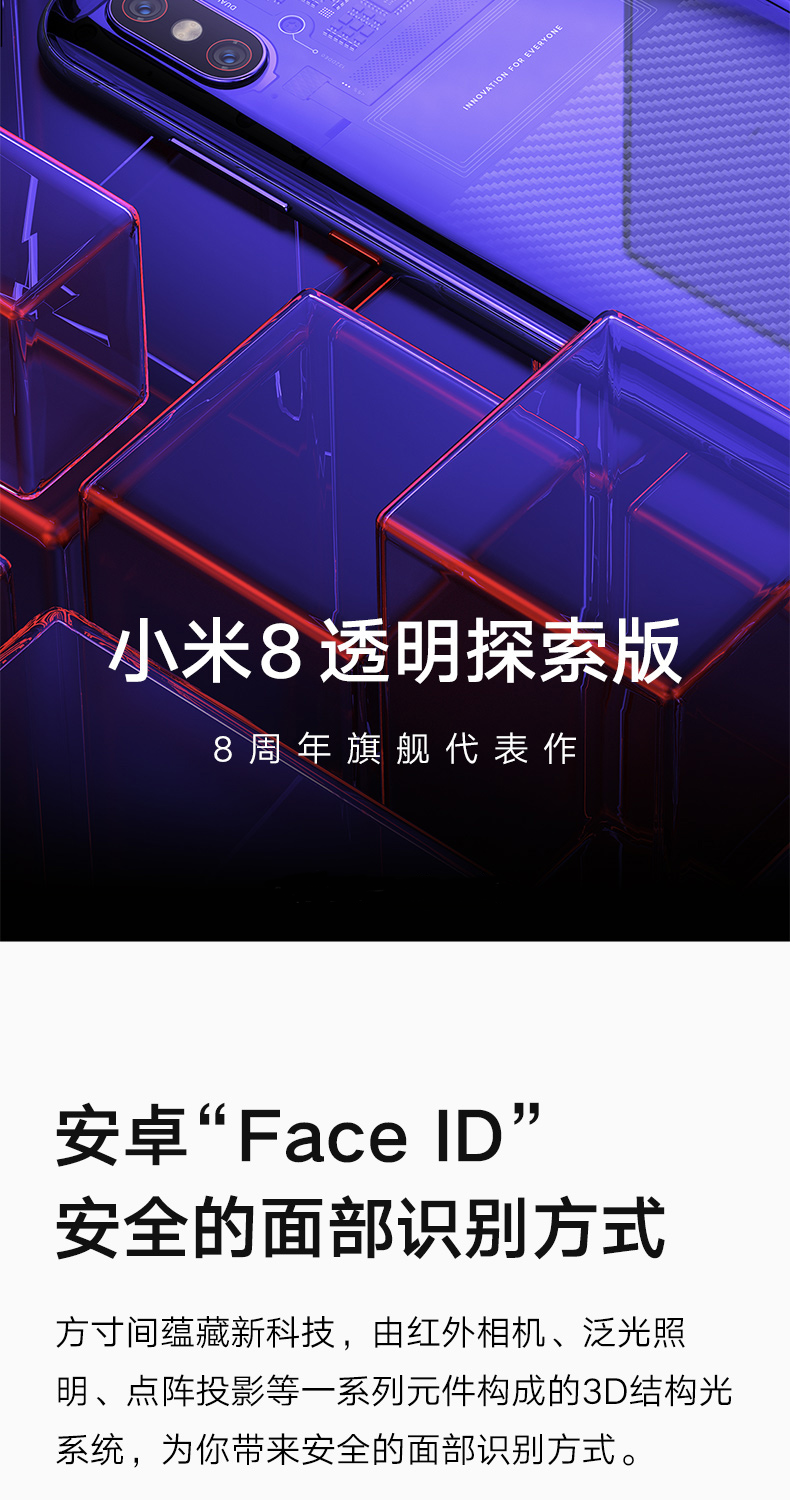 INNOVATION FOR EVERYONE
小米8 透明探索版
8周年旗舰代表作
安卓“Face ID”
安全的面部识别方式
方寸间蕴藏新科技，由红外相机、泛光照
明、点阵投影等一系列元件构成的3D结构光
系统，为你带来安全的面部识别方式。